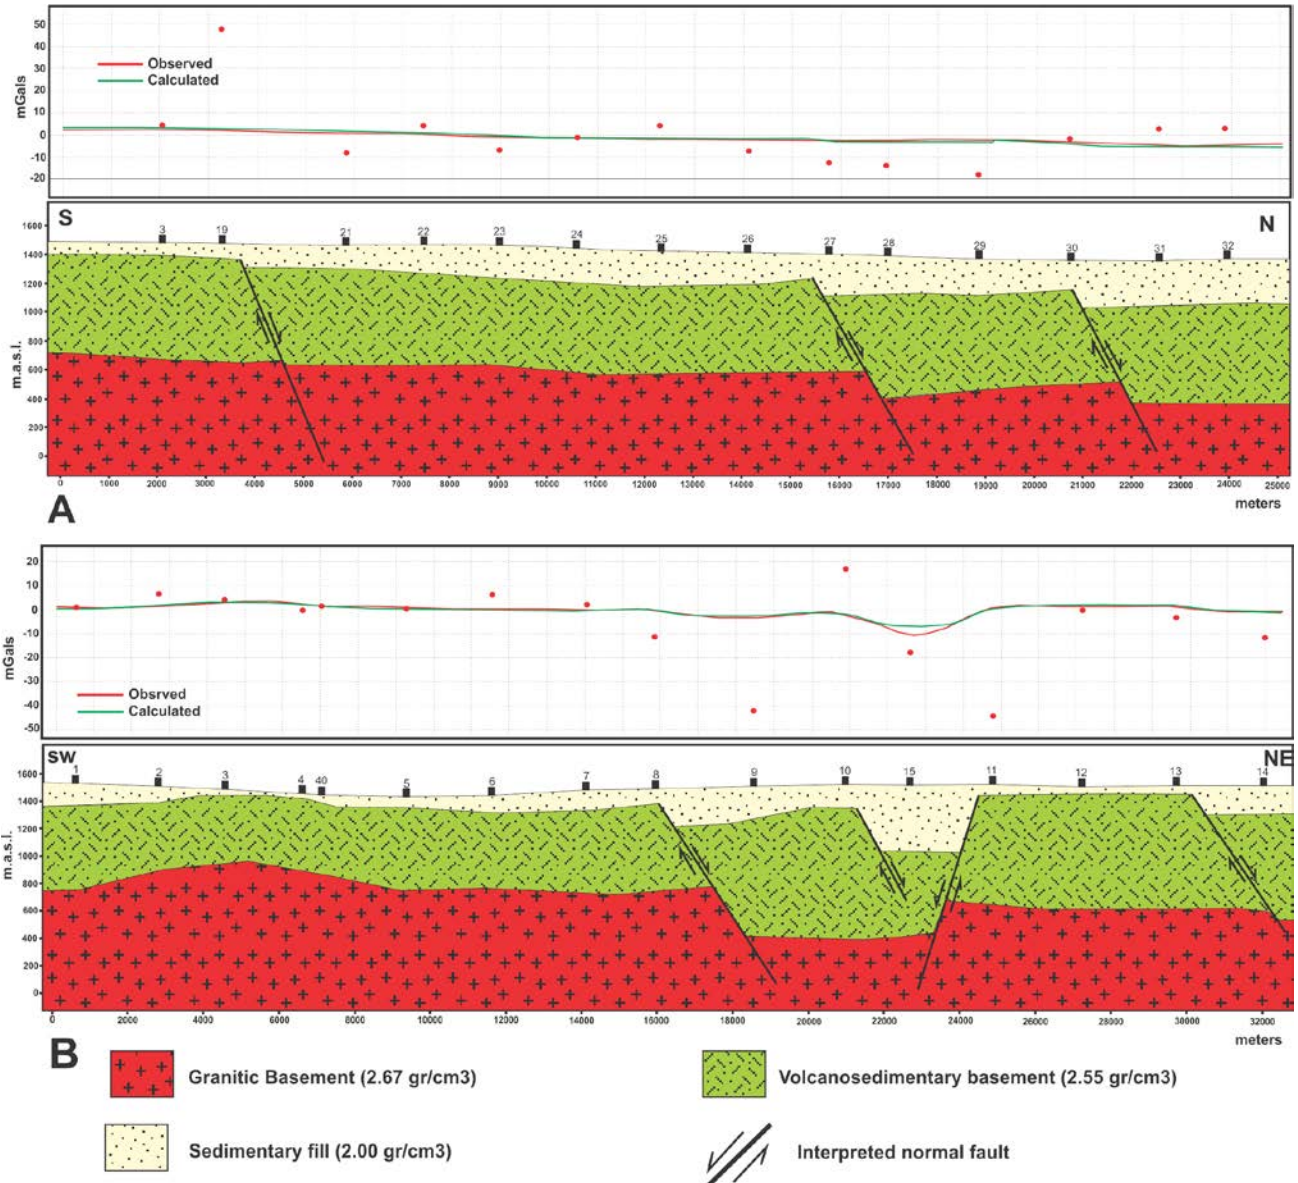 50
40
30
20
10
0
-10
-20
mGals
Observed
Calculated
S
N
3 19 21 22 23 24 25 26 27 28 29 30 31 32
1600
1400
1200
1000
800
600
400
200
0
m.a.s.l.
0 1000 2000 3000 4000 5000 6000 7000 8000 9000 10000 11000 12000 13000 14000 15000 16000 17000 18000 19000 20000 21000 22000 23000 24000 25000
meters
A
20
10
0
-10
-20
-30
-40
-50
mGals
Obsrved
Calculated
SW
NE
1 2 3 4 40 5 6 7 8 9 10 15 11 12 13 14
1600
1400
1200
1000
800
600
400
200
0
m.a.s.l.
0 2000 4000 6000 8000 10000 12000 14000 16000 18000 20000 22000 24000 26000 28000 30000 32000
meters
B
Granitic Basement (2.67 gr/cm3)
Volcanosedimentary basement (2.55 gr/cm3)
Sedimentary fill (2.00 gr/cm3)
Interpreted normal fault